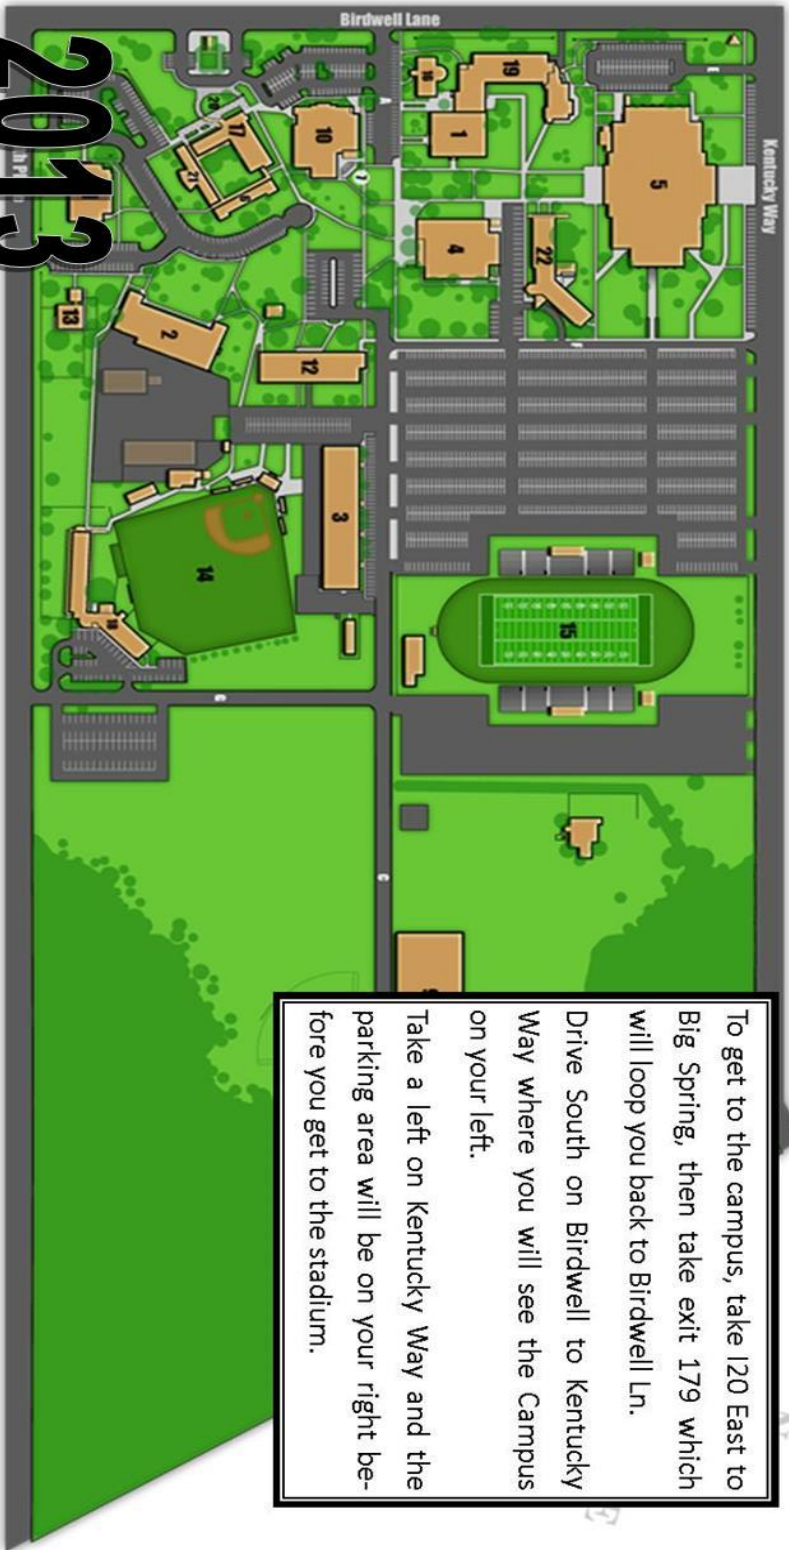 2013
Birdwell Lane
Kentucky Way
5
19
16
1
4
22
10
17
21
2
13
12
3
14
15
To get to the campus, take I20 East to
Big Spring, then take exit 179 which
will loop you back to Birdwell Ln.
Drive South on Birdwell to Kentucky
Way where you will see the Campus
on your left.
Take a left on Kentucky Way and the
parking area will be on your right be-
fore you get to the stadium.